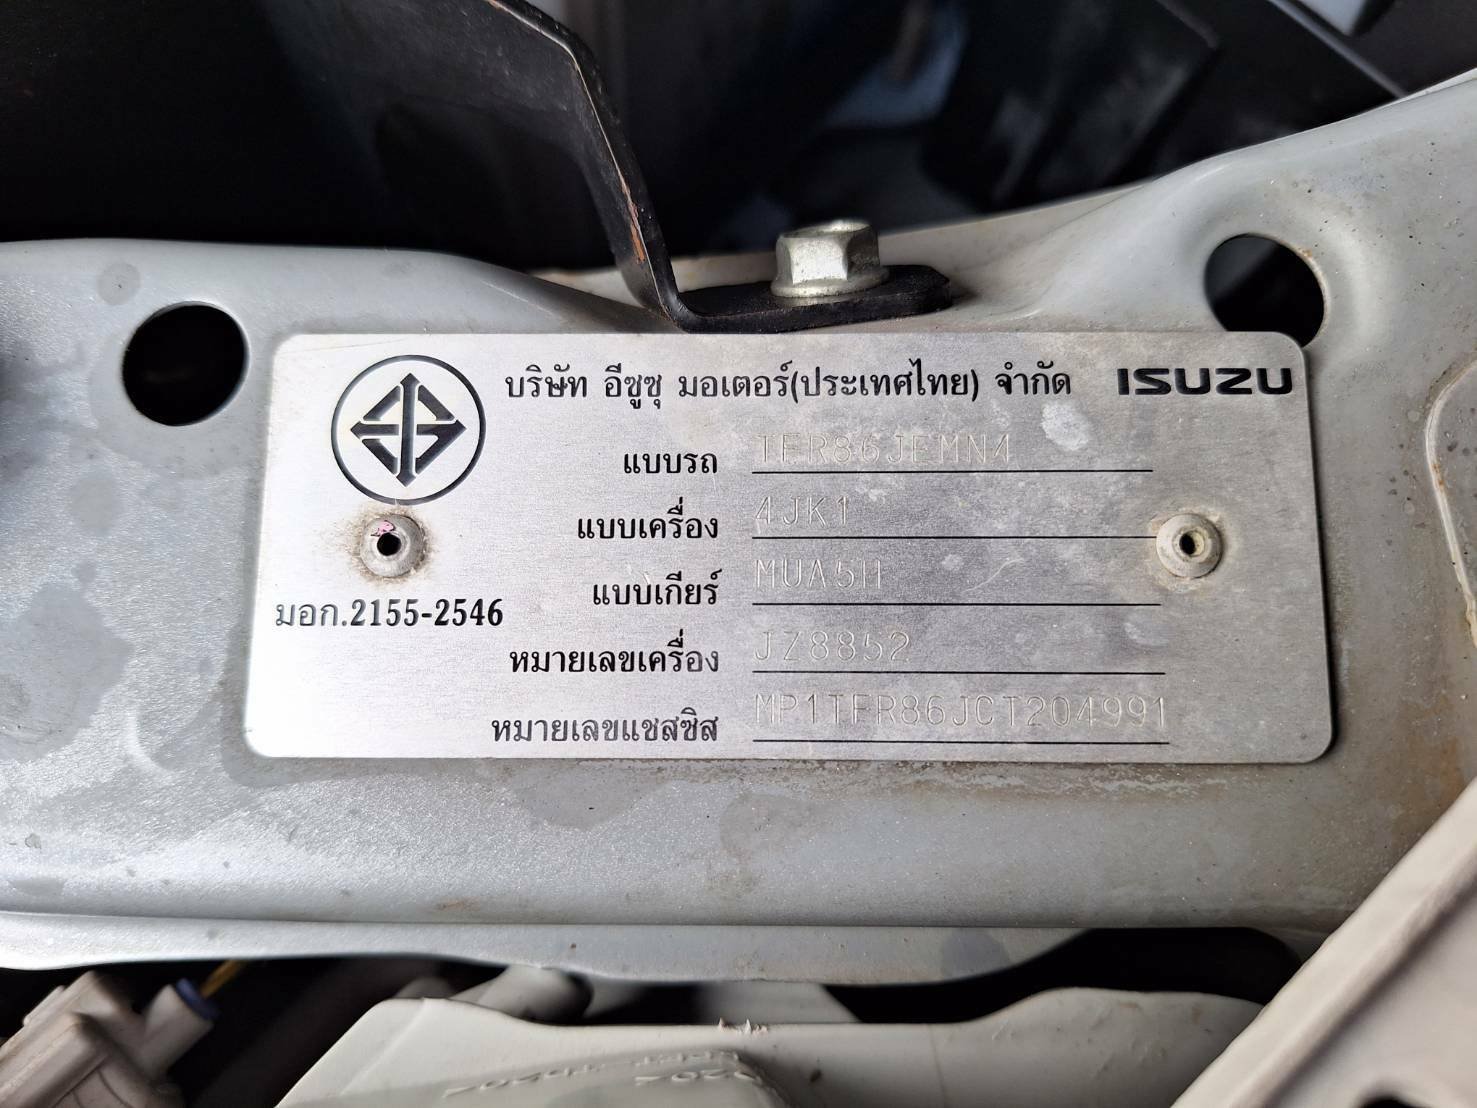 บริษัท อีซูซุ มอเตอร์(ประเทศไทย) จำกัด ISUZU
แบบรถ TFR86JEMN4
แบบเครื่อง 4JK1
แบบเกียร์ MUA5H
มอก.2155-2546
หมายเลขเครื่อง JZ8852
หมายเลขแชสซิส MP1TFR86JCT204991